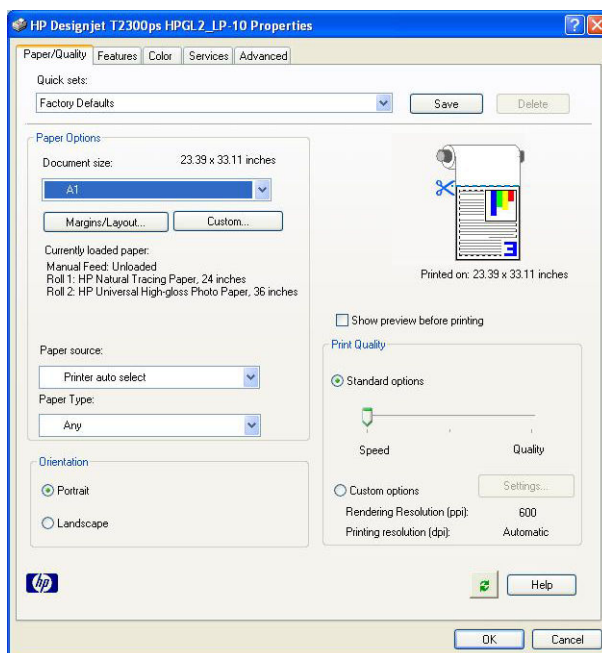 HP Designjet T2300ps HPGL2_LP-10 Properties
Paper/Quality Features Color Services Advanced
Quick sets:
Factory Defaults
Save
Delete
Paper Options
Document size:
23.39 x 33.11 inches
A1
Margins/Layout...
Custom...
Currently loaded paper:
Manual Feed: Unloaded
Roll 1: HP Natural Tracing Paper, 24 inches
Roll 2: HP Universal High-gloss Photo Paper, 36 inches
Paper source:
Printer auto select
Paper Type:
Any
Orientation
Portrait
Landscape
3
Printed on: 23.39 x 33.11 inches
Show preview before printing
Print Quality
Standard options
Speed
Quality
Custom options
Settings...
Rendering Resolution (ppi): 600
Printing resolution (dpi): Automatic
hp
Help
OK
Cancel